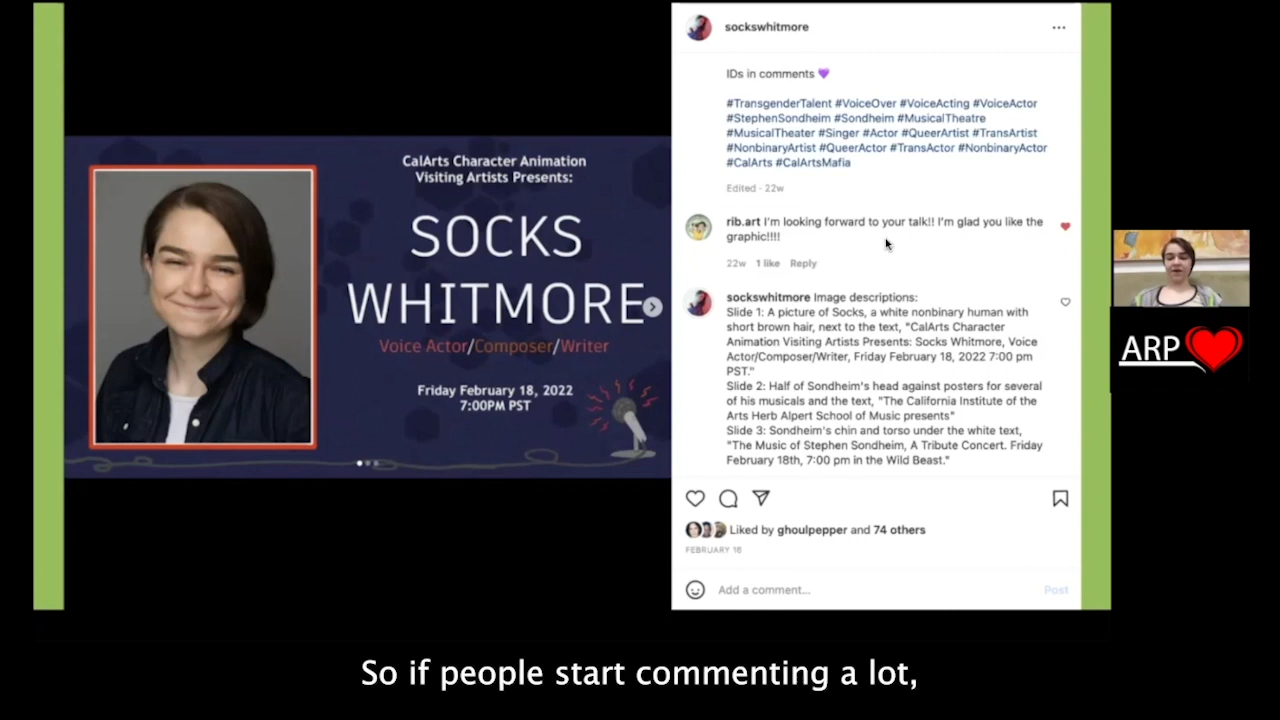 CalArts Character Animation
Visiting Artists Presents:
SOCKS
WHITMORE
Voice Actor/Composer/Writer
Friday February 18, 2022
7:00PM PST
sockswhitmore
IDs in comments 💜
#TransgenderTalent #VoiceOver #VoiceActing #VoiceActor
#StephenSondheim #Sondheim #MusicalTheatre
#MusicalTheater #Singer #Actor #QueerArtist #TransArtist
#NonbinaryArtist #QueerActor #TransActor #NonbinaryActor
#CalArts #CalArtsMafia
Edited · 22w
rib.art I'm looking forward to your talk!! I'm glad you like the
graphic!!!!
22w 1 like Reply
sockswhitmore Image descriptions:
Slide 1: A picture of Socks, a white nonbinary human with
short brown hair, next to the text, "CalArts Character
Animation Visiting Artists Presents: Socks Whitmore, Voice
Actor/Composer/Writer, Friday February 18, 2022 7:00 pm
PST."
Slide 2: Half of Sondheim's head against posters for several
of his musicals and the text, "The California Institute of the
Arts Herb Alpert School of Music presents"
Slide 3: Sondheim's chin and torso under the white text,
"The Music of Stephen Sondheim, A Tribute Concert. Friday
February 18th, 7:00 pm in the Wild Beast."
Liked by ghoulpepper and 74 others
FEBRUARY 16
Add a comment...
Post
ARP
So if people start commenting a lot,